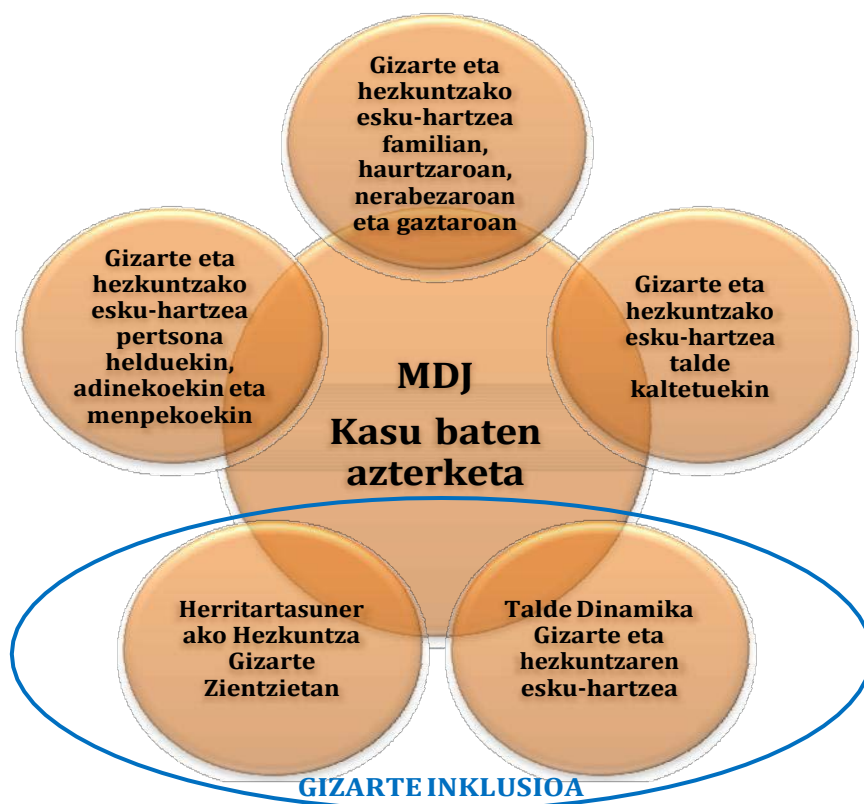 Gizarte eta
hezkuntzako
esku-hartzea
familian,
haurtzaroan,
nerabezaroan
eta gaztaroan
Gizarte eta
hezkuntzako
esku-hartzea
pertsona
helduekin,
adinekoekin eta
menpekoekin
Gizarte eta
hezkuntzako
esku-hartzea
talde
kaltetuekin
MDJ
Kasu baten
azterketa
Herritartasuner
ako Hezkuntza
Gizarte
Zientzietan
Talde Dinamika
Gizarte eta
hezkuntzaren
esku-hartzea
GIZARTE INKLUSIOA